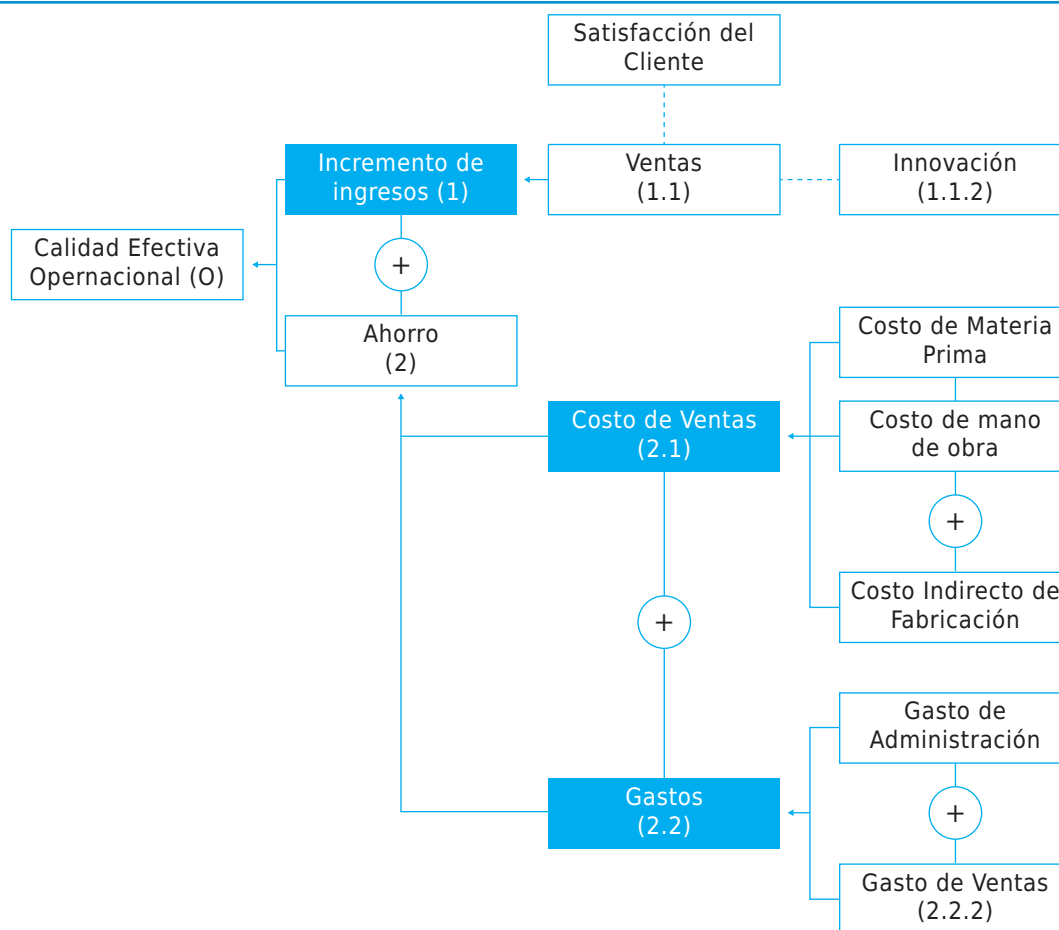 Satisfacción del
Cliente
Incremento de
ingresos (1)
Ventas
(1.1)
Innovación
(1.1.2)
Calidad Efectiva
Opernacional (O)
+
Ahorro
(2)
Costo de Materia
Prima
Costo de Ventas
(2.1)
Costo de mano
de obra
+
Costo Indirecto de
Fabricación
+
Gasto de
Administración
Gastos
(2.2)
+
Gasto de Ventas
(2.2.2)